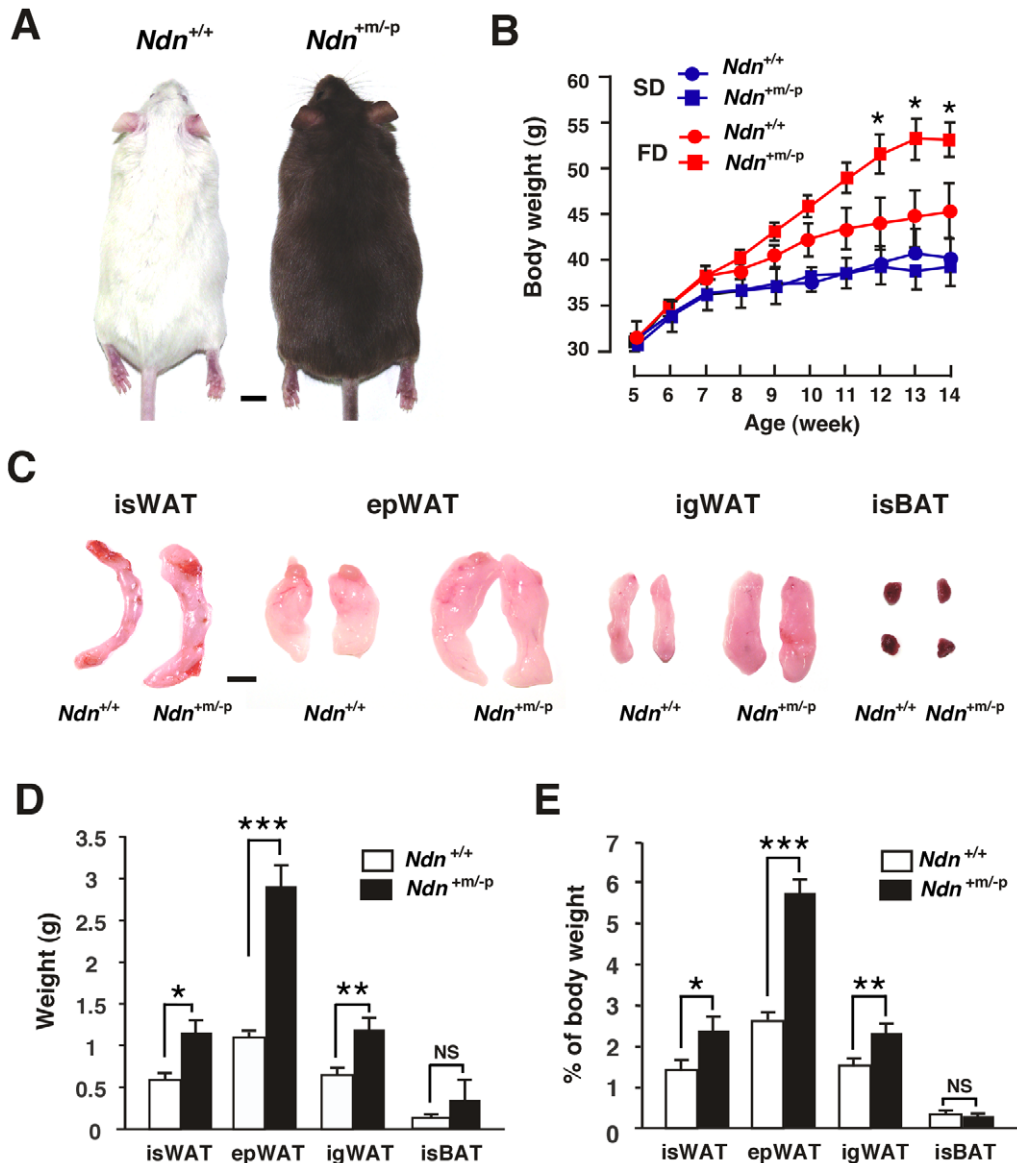 A
Ndn+/+
Ndn+m/-p
B
SD
Ndn+/+
Ndn+m/-p
FD
Ndn+/+
Ndn+m/-p
Body weight (g)
60
55
50
45
40
35
30
* * *
5 6 7 8 9 10 11 12 13 14
Age (week)
C
isWAT epWAT igWAT isBAT
Ndn+/+ Ndn+m/-p Ndn+/+ Ndn+m/-p Ndn+/+ Ndn+m/-p Ndn+/+ Ndn+m/-p
D
Weight (g)
3.5
3
2.5
2
1.5
1
0.5
0
* *** ** NS
Ndn+/+
Ndn+m/-p
isWAT epWAT igWAT isBAT
E
% of body weight
7
6
5
4
3
2
1
0
* *** ** NS
Ndn+/+
Ndn+m/-p
isWAT epWAT igWAT isBAT